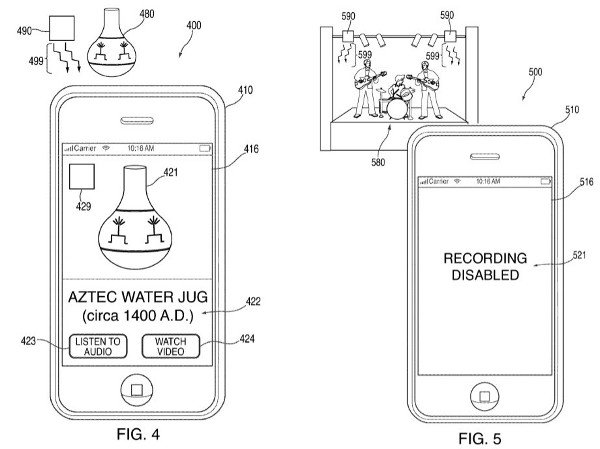 490
480
400
499
410
Carrier
10:16 AM
416
421
429
AZTEC WATER JUG
(circa 1400 A.D.)
422
423
LISTEN TO
AUDIO
WATCH
VIDEO
424
FIG. 4
590
590
599
599
500
580
510
Carrier
10:16 AM
516
RECORDING
DISABLED
521
FIG. 5